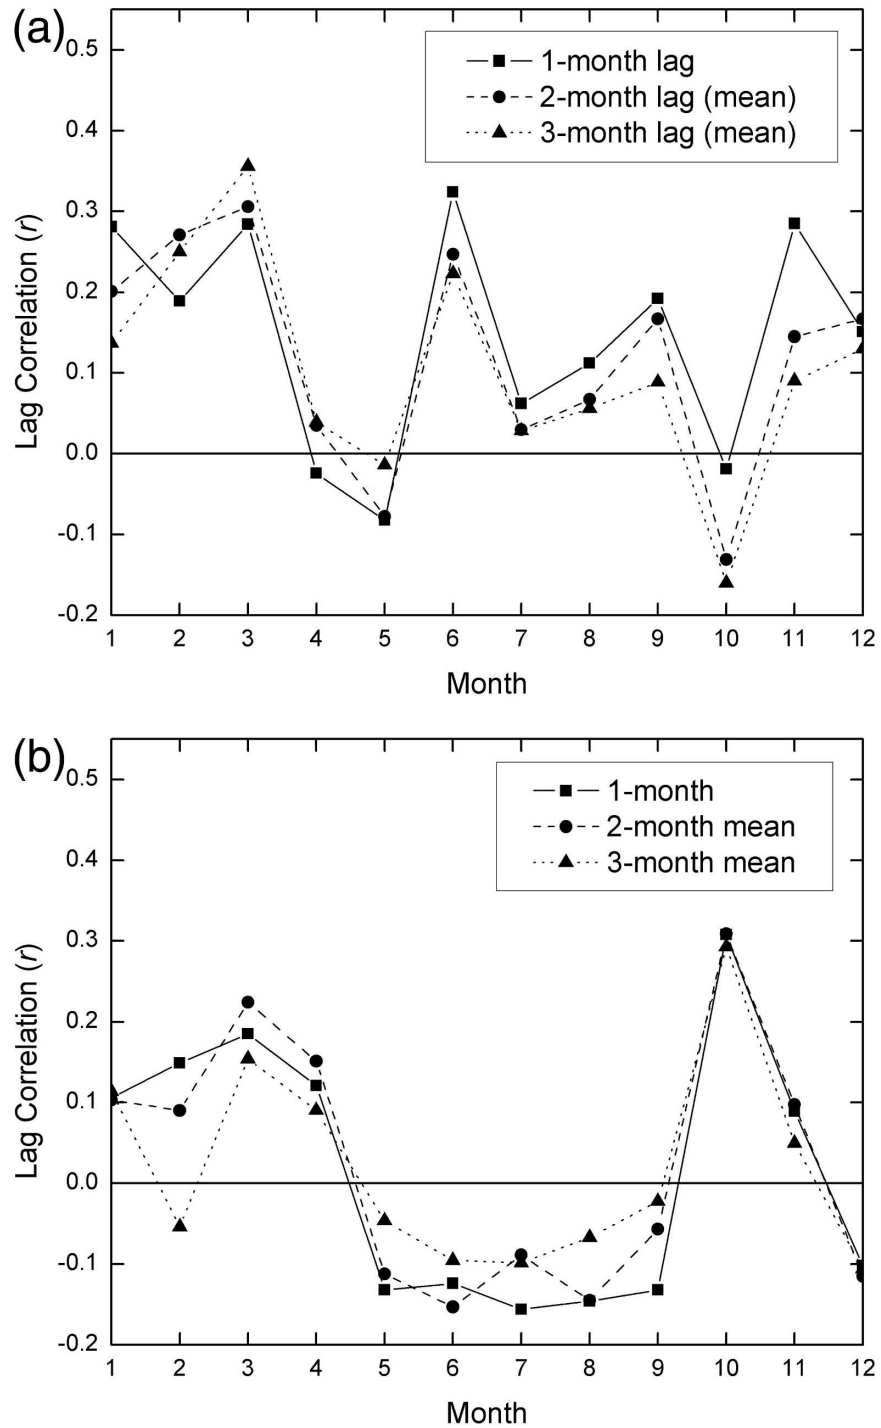 (a)
1-month lag
2-month lag (mean)
3-month lag (mean)
Lag Correlation (r)
0.5
0.4
0.3
0.2
0.1
0.0
-0.1
-0.2
1 2 3 4 5 6 7 8 9 10 11 12
Month
(b)
1-month
2-month mean
3-month mean
Lag Correlation (r)
0.5
0.4
0.3
0.2
0.1
0.0
-0.1
-0.2
1 2 3 4 5 6 7 8 9 10 11 12
Month